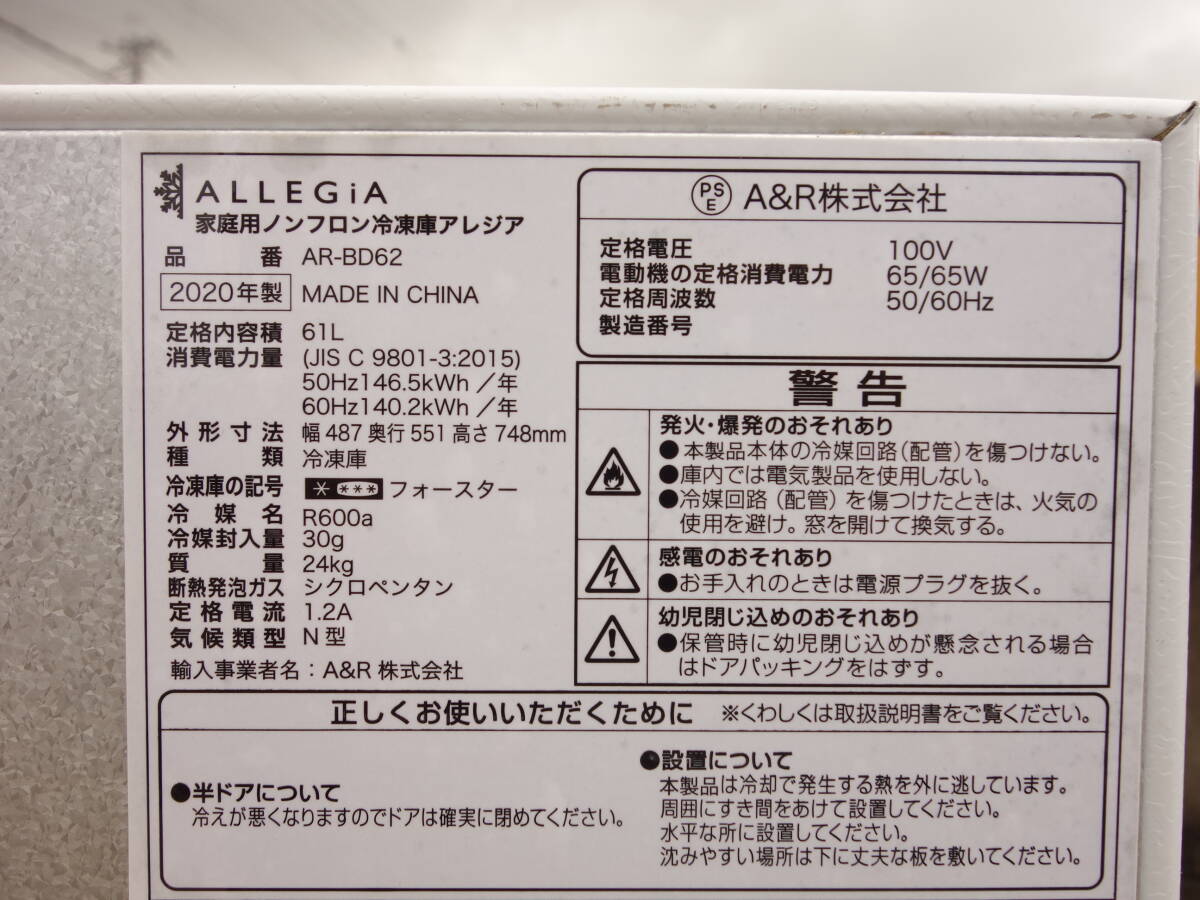 ALLEGiA
家庭用ノンフロン冷凍庫アレジア
品番 AR-BD62
2020年製 MADE IN CHINA
定格内容積 61L
消費電力量 (JIS C 9801-3:2015)
50Hz146.5kWh ／年
60Hz140.2kWh ／年
外形寸法 幅 487 奥行 551 高さ 748mm
種類 冷凍庫
冷凍庫の記号 フォースター
冷媒名 R600a
冷媒封入量 30g
質量 24kg
断熱発泡ガス シクロペンタン
定格電流 1.2A
気候類型 N 型
輸入事業者名：A&R 株式会社
PSE A&R株式会社
定格電圧 100V
電動機の定格消費電力 65/65W
定格周波数 50/60Hz
製造番号
警告
発火・爆発のおそれあり
●本製品本体の冷媒回路（配管）を傷つけない。
●庫内では電気製品を使用しない。
●冷媒回路（配管）を傷つけたときは、火気の
使用を避け。窓を開けて換気する。
感電のおそれあり
●お手入れのときは電源プラグを抜く。
幼児閉じ込めのおそれあり
●保管時に幼児閉じ込めが懸念される場合
はドアパッキングをはずす。
正しくお使いいただくために ※くわしくは取扱説明書をご覧ください。
●半ドアについて
冷えが悪くなりますのでドアは確実に閉めてください。
●設置について
本製品は冷却で発生する熱を外に逃しています。
周囲にすき間をあけて設置してください。
水平な所に設置してください。
沈みやすい場所は下に丈夫な板を敷いてください。